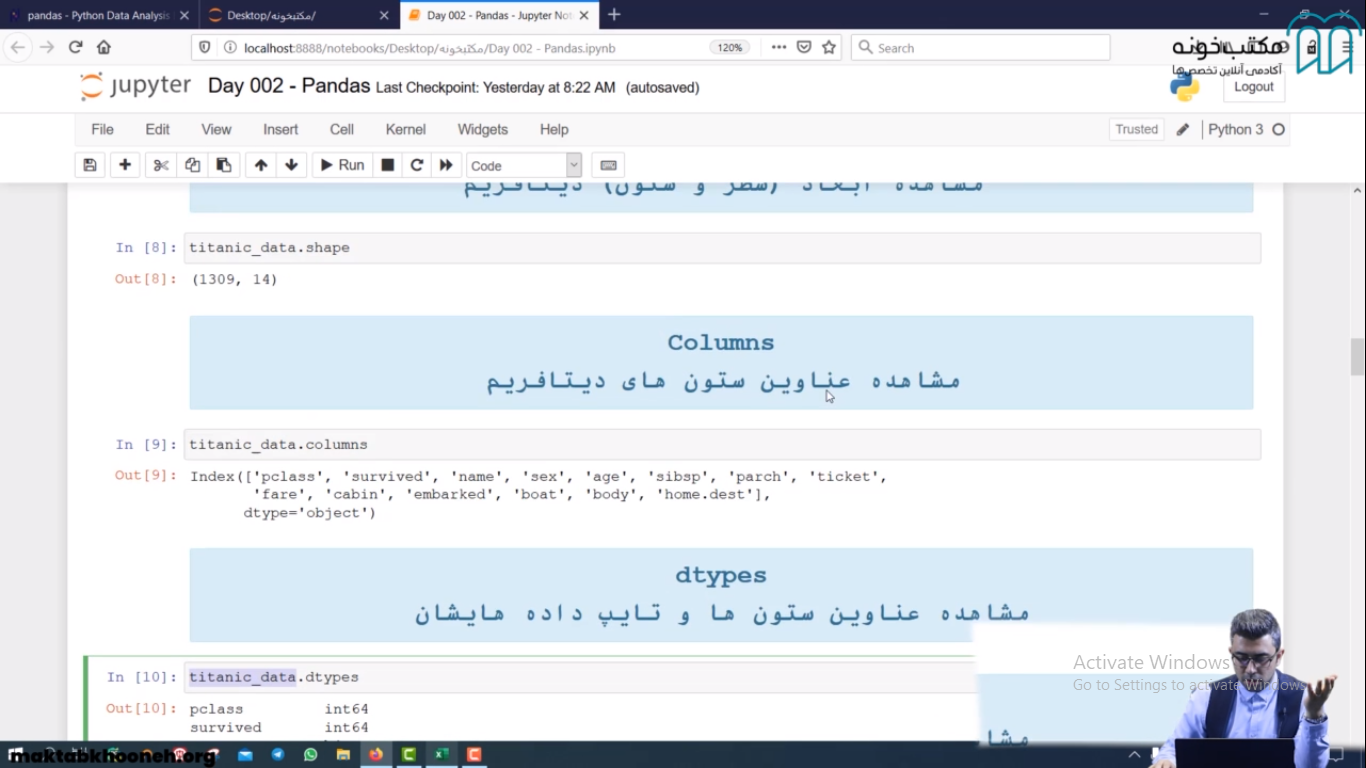 pandas - Python Data Analysis
Desktop/مکتبخونه/
Day 002 - Pandas - Jupyter Not
localhost:8888/notebooks/Desktop/مکتبخونه/Day 002 - Pandas.ipynb
120%
Search
مکتب‌خونه
آکادمی آنلاین تخصص‌ها
jupyter
Day 002 - Pandas Last Checkpoint: Yesterday at 8:22 AM (autosaved)
Logout
File Edit View Insert Cell Kernel Widgets Help
Trusted
Python 3
Run
Code
مشاهده ابعاد (سطر و ستون) دیتافریم
In [8]: titanic_data.shape
Out[8]: (1309, 14)
Columns
مشاهده عناوین ستون های دیتافریم
In [9]: titanic_data.columns
Out[9]: Index(['pclass', 'survived', 'name', 'sex', 'age', 'sibsp', 'parch', 'ticket',
'fare', 'cabin', 'embarked', 'boat', 'body', 'home.dest'],
dtype='object')
dtypes
مشاهده عناوین ستون ها و تایپ داده هایشان
In [10]: titanic_data.dtypes
Out[10]: pclass int64
survived int64
Activate Windows
Go to Settings to activate Windows.
maktabkhooneh.org